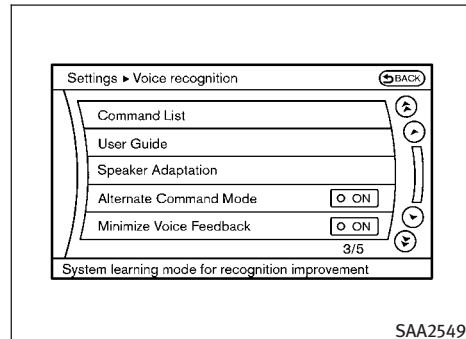 Settings ▸ Voice recognition
BACK
Command List
User Guide
Speaker Adaptation
Alternate Command Mode ON
Minimize Voice Feedback ON
3/5
System learning mode for recognition improvement
SAA2549